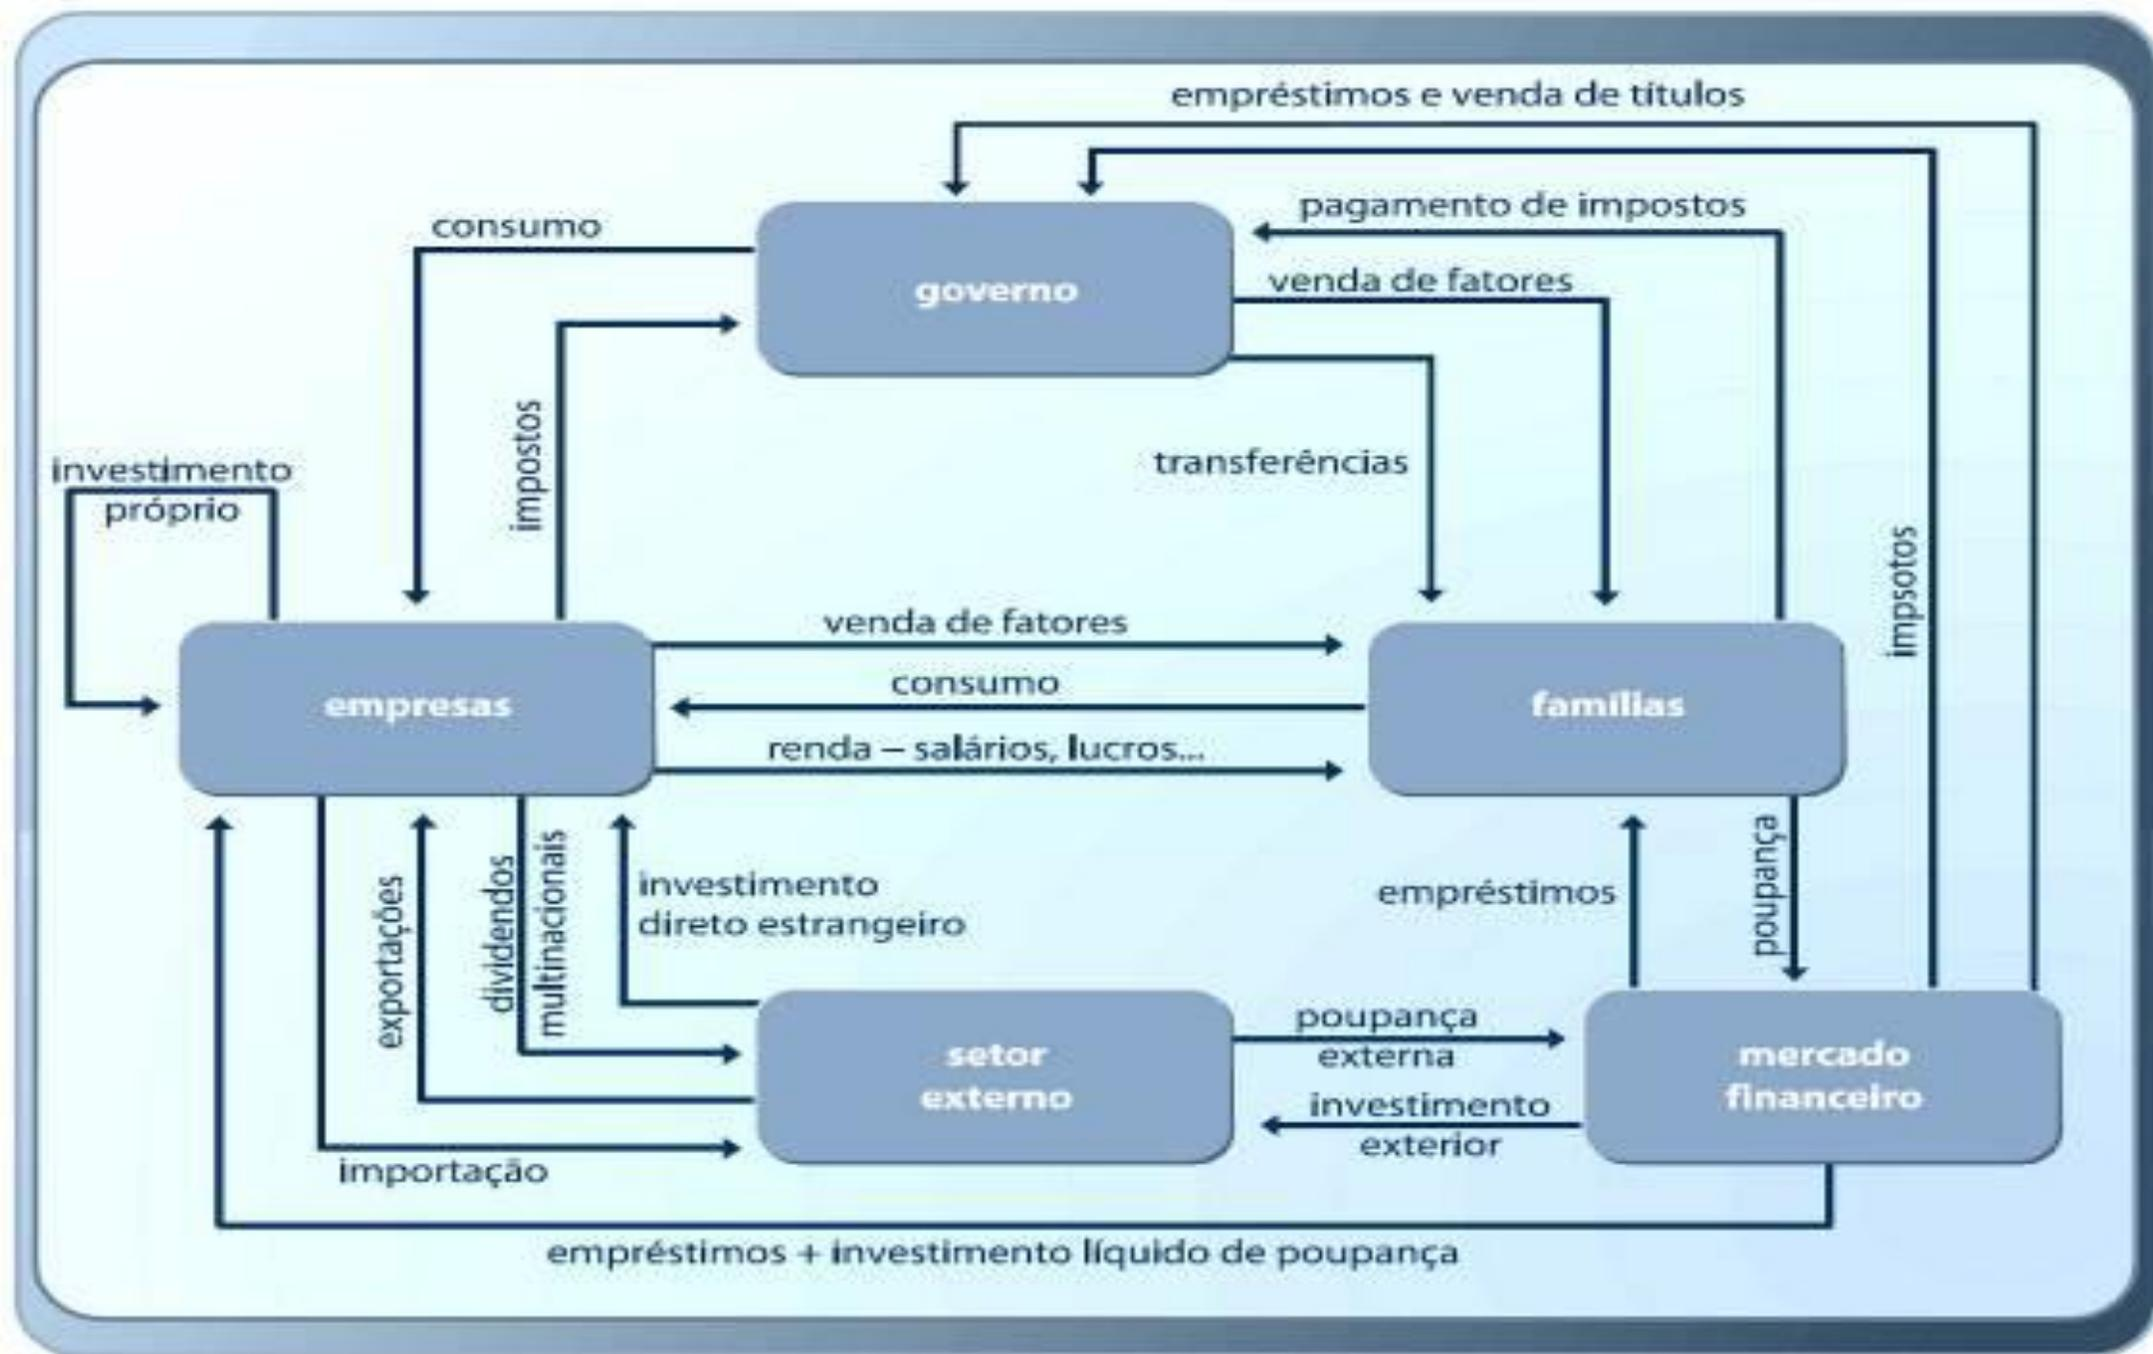 empréstimos e venda de títulos
pagamento de impostos
consumo
venda de fatores
governo
impostos
transferências
investimento
próprio
impsotos
venda de fatores
consumo
empresas
famílias
renda – salários, lucros...
exportações
dividendos
multinacionais
investimento
direto estrangeiro
empréstimos
poupança
poupança
externa
setor
externo
mercado
financeiro
investimento
exterior
importação
empréstimos + investimento líquido de poupança